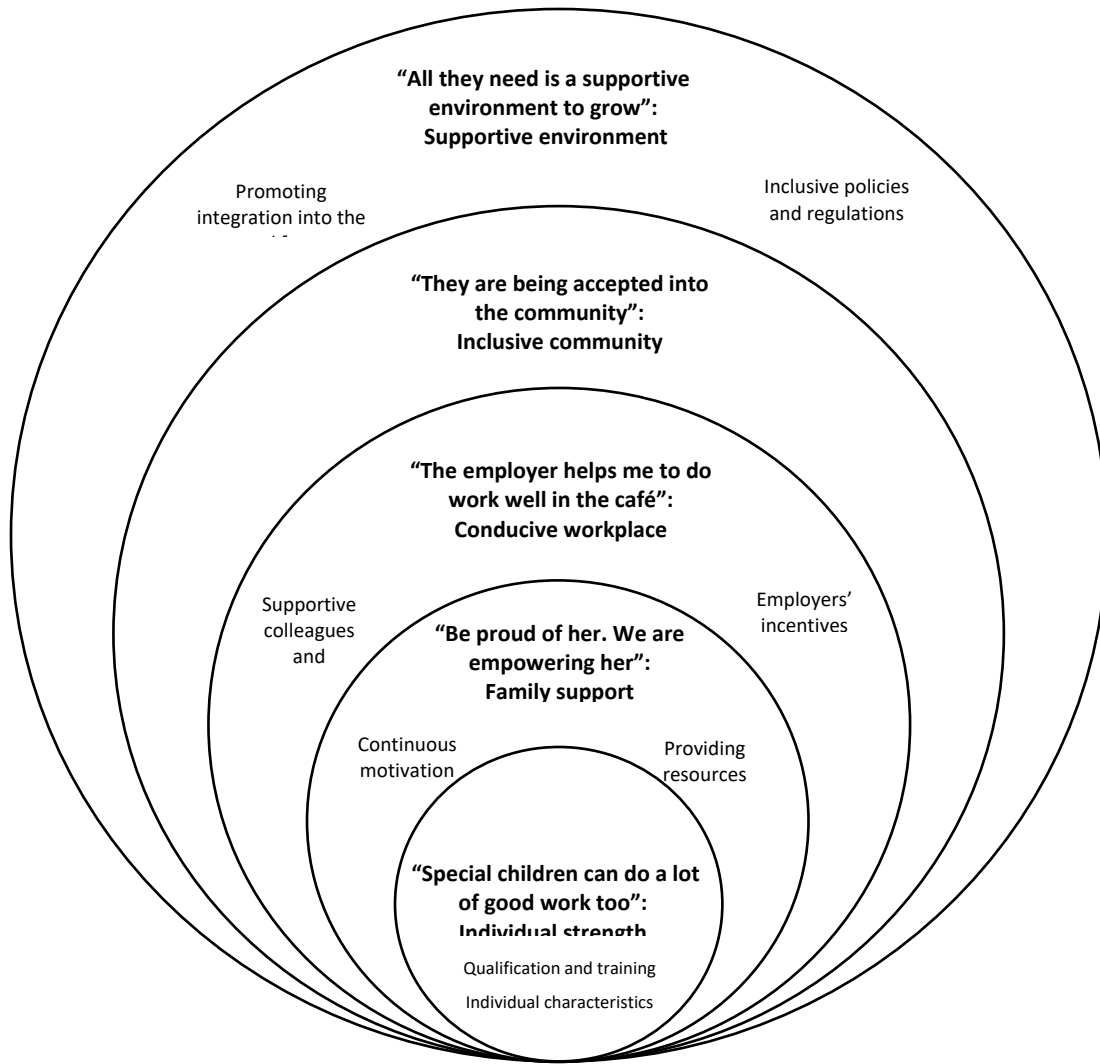 “All they need is a supportive
environment to grow”:
Supportive environment
Promoting
integration into the
Inclusive policies
and regulations
“They are being accepted into
the community”:
Inclusive community
“The employer helps me to do
work well in the café”:
Conducive workplace
Supportive
colleagues
and
Employers’
incentives
“Be proud of her. We are
empowering her”:
Family support
Continuous
motivation
Providing
resources
“Special children can do a lot
of good work too”:
Individual strength
Qualification and training
Individual characteristics